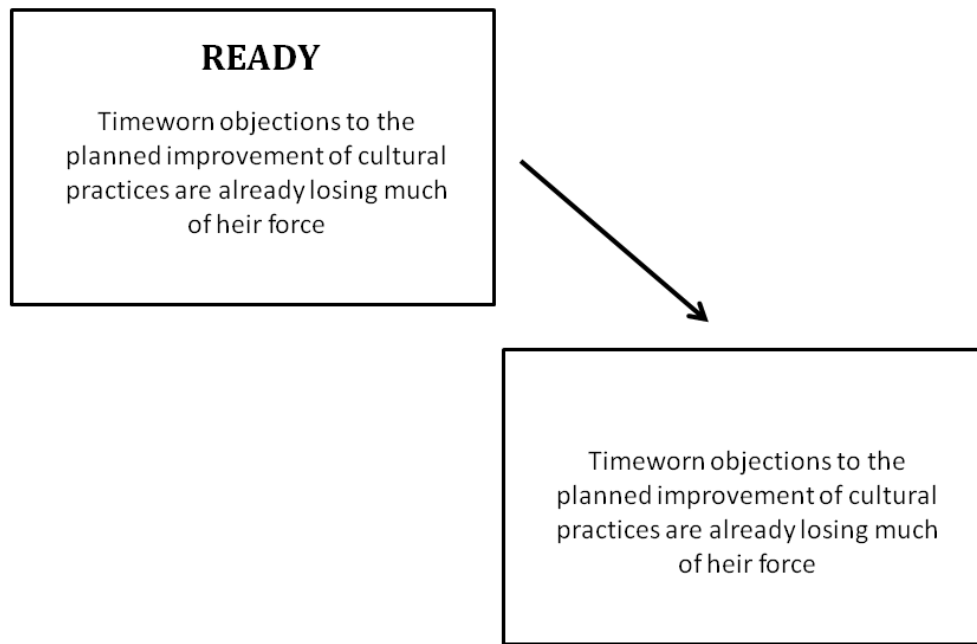 READY
Timeworn objections to the
planned improvement of cultural
practices are already losing much
of heir force
Timeworn objections to the
planned improvement of cultural
practices are already losing much
of heir force